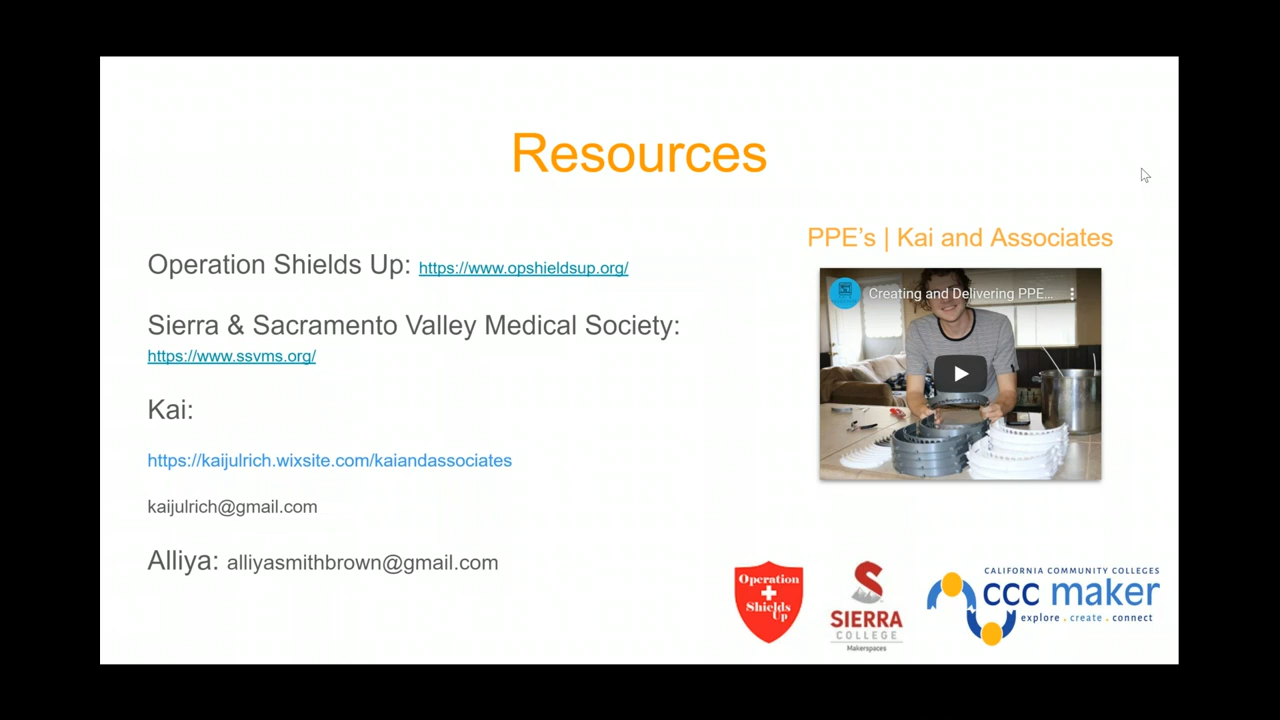 Resources
Operation Shields Up: https://www.opshieldsup.org/
Sierra & Sacramento Valley Medical Society:
https://www.ssvms.org/
Kai:
https://kaijulrich.wixsite.com/kaiandassociates
kaijulrich@gmail.com
Alliya: alliyasmithbrown@gmail.com
PPE’s | Kai and Associates
Creating and Delivering PPE...
Operation
Shields
Up
SIERRA
COLLEGE
Makerspaces
CALIFORNIA COMMUNITY COLLEGES
ccc maker
explore . create . connect